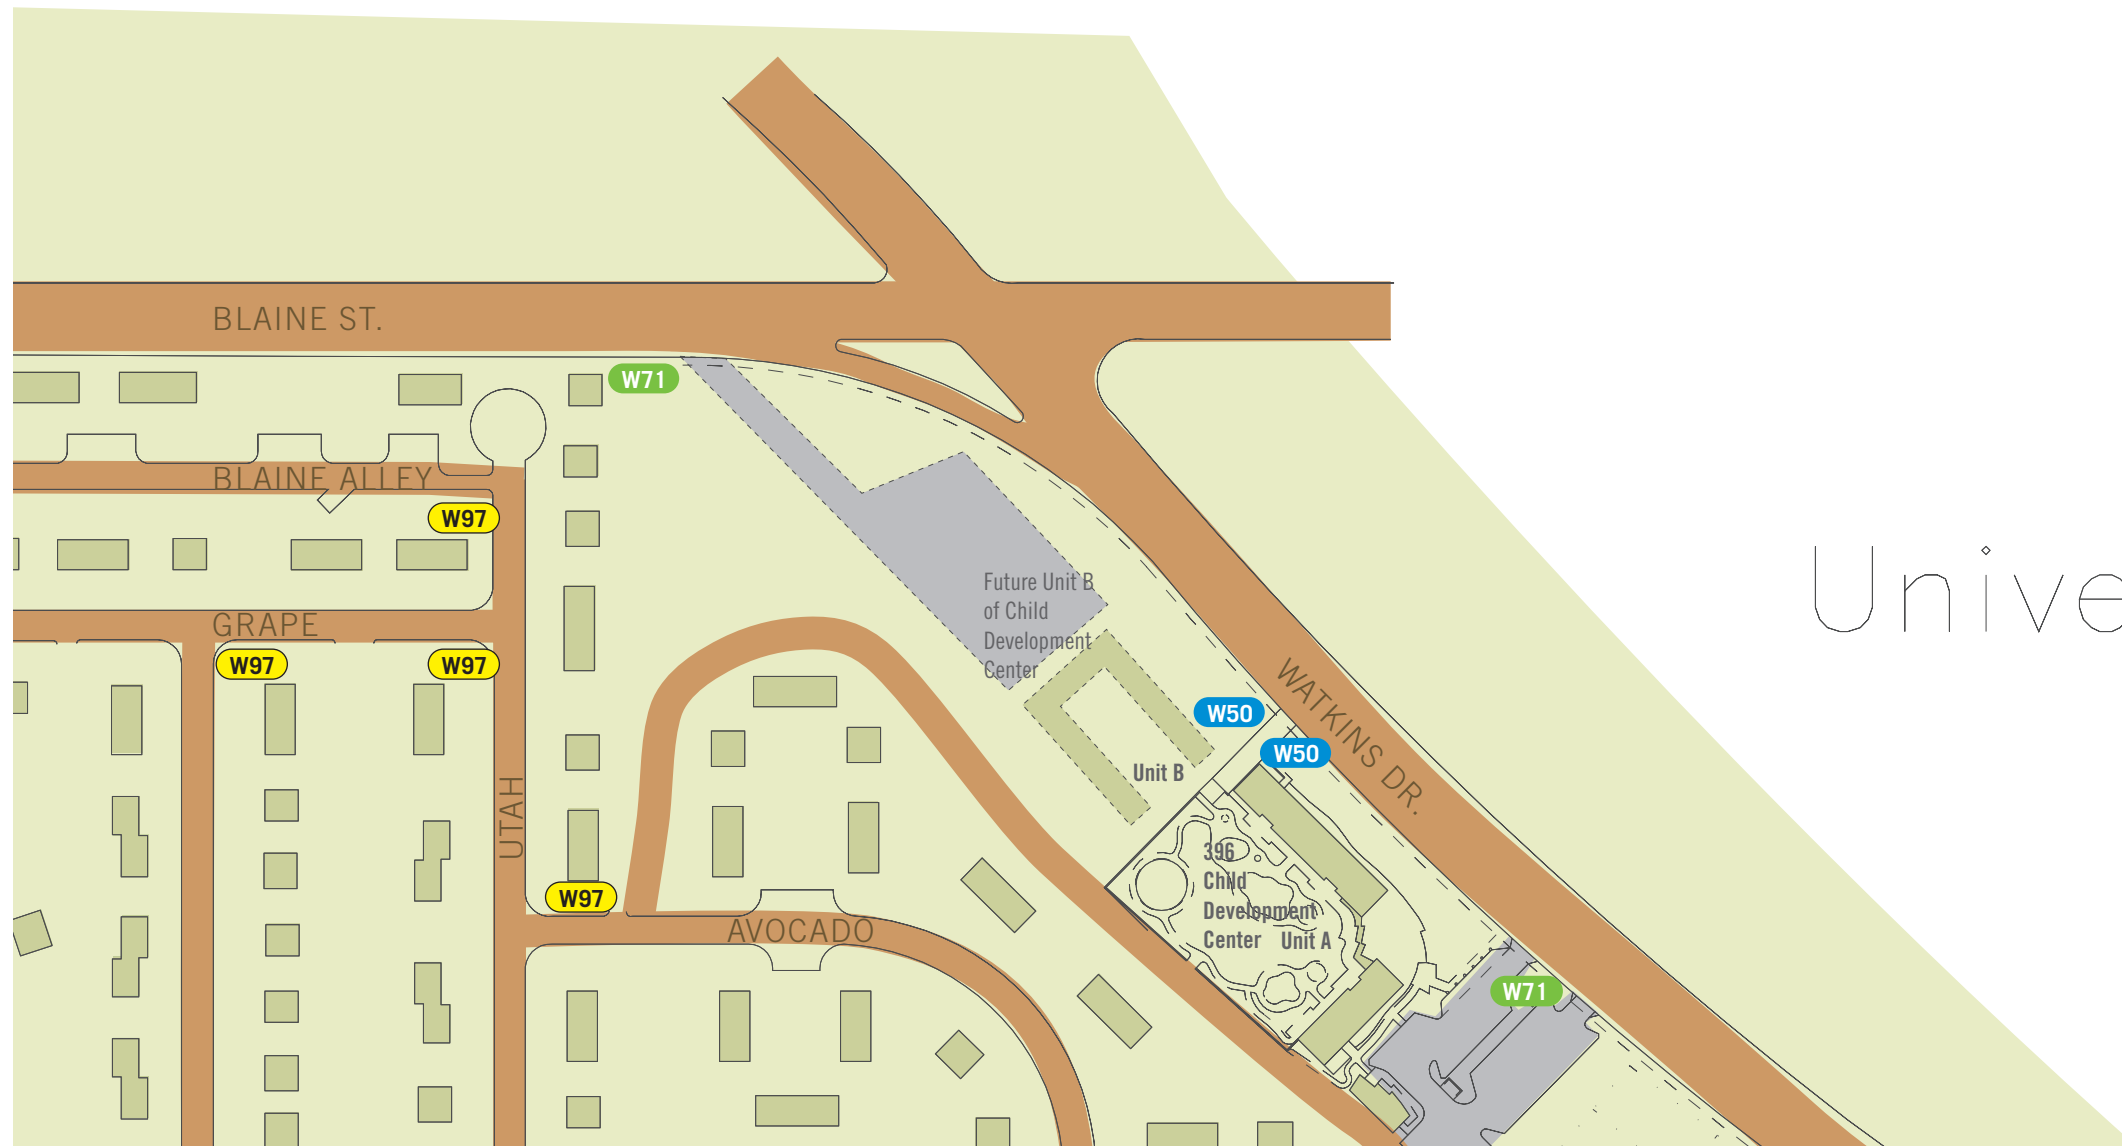 BLAINE ST.
W71
BLAINE ALLEY
W97
Future Unit B
of Child
Development
Center
GRAPE
W97
W97
Unive
W50
WATKINS DR.
W50
Unit B
UTAH
396
Child
Development
Center Unit A
W97
AVOCADO
W71